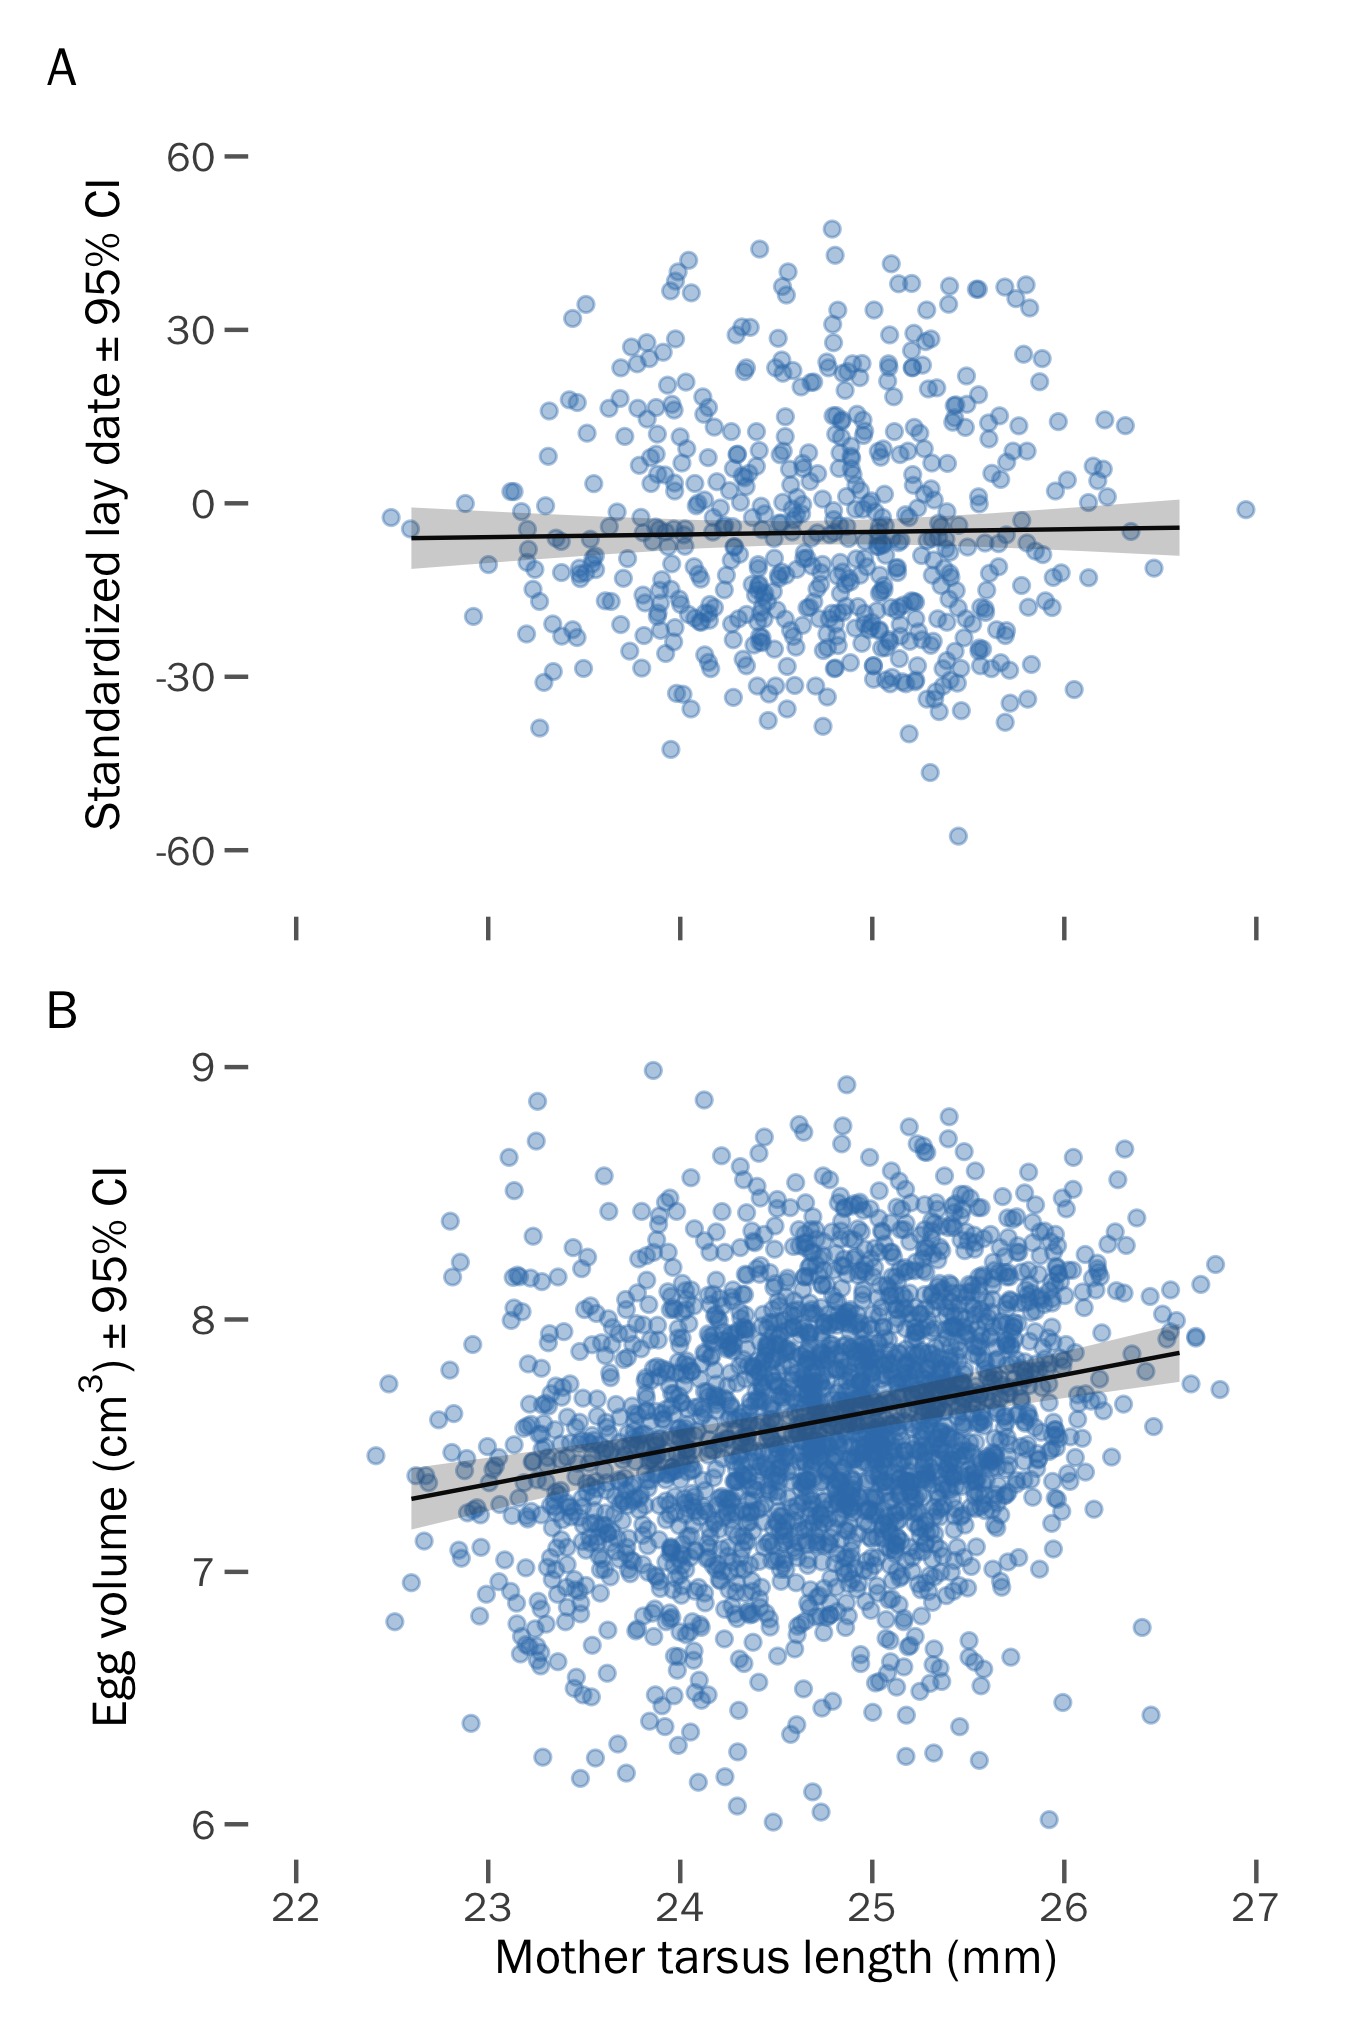 A
60
30
0
-30
-60
Standardized lay date ± 95% CI
B
9
8
7
6
Egg volume (cm³) ± 95% CI
22 23 24 25 26 27
Mother tarsus length (mm)